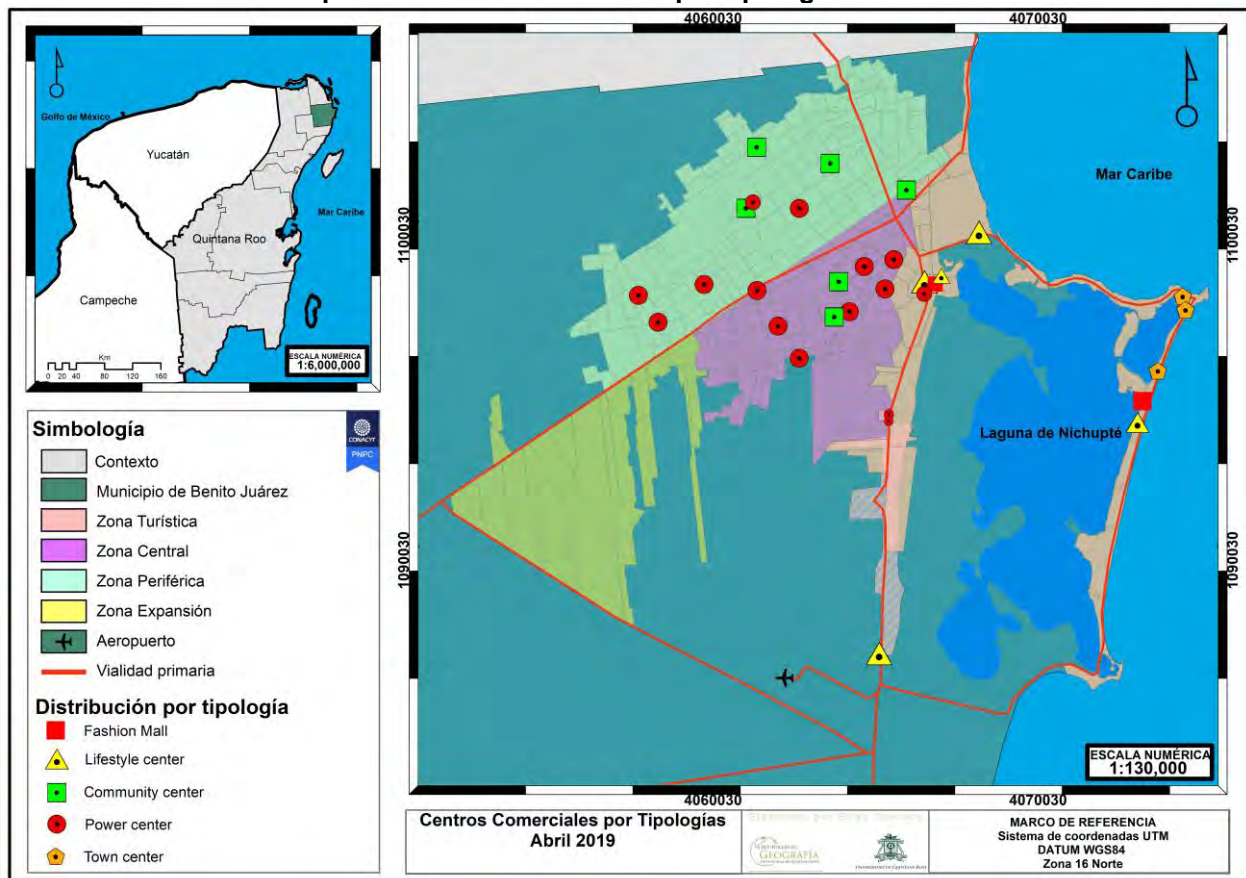 4060030
4070030
Golfo de México
Yucatán
Mar Caribe
Quintana Roo
Campeche
Km
0 20 40 80 120 160
ESCALA NUMÉRICA
1:6,000,000
Simbología
CONACYT
PNPC
Contexto
Municipio de Benito Juárez
Zona Turística
Zona Central
Zona Periférica
Zona Expansión
Aeropuerto
Vialidad primaria
Distribución por tipología
Fashion Mall
Lifestyle center
Community center
Power center
Town center
1100030
1090030
Mar Caribe
Laguna de Nichupté
1100030
1090030
ESCALA NUMÉRICA
1:130,000
4060030
4070030
Centros Comerciales por Tipologías
Abril 2019
GEOGRAFÍA
MARCO DE REFERENCIA
Sistema de coordenadas UTM
DATUM WGS84
Zona 16 Norte